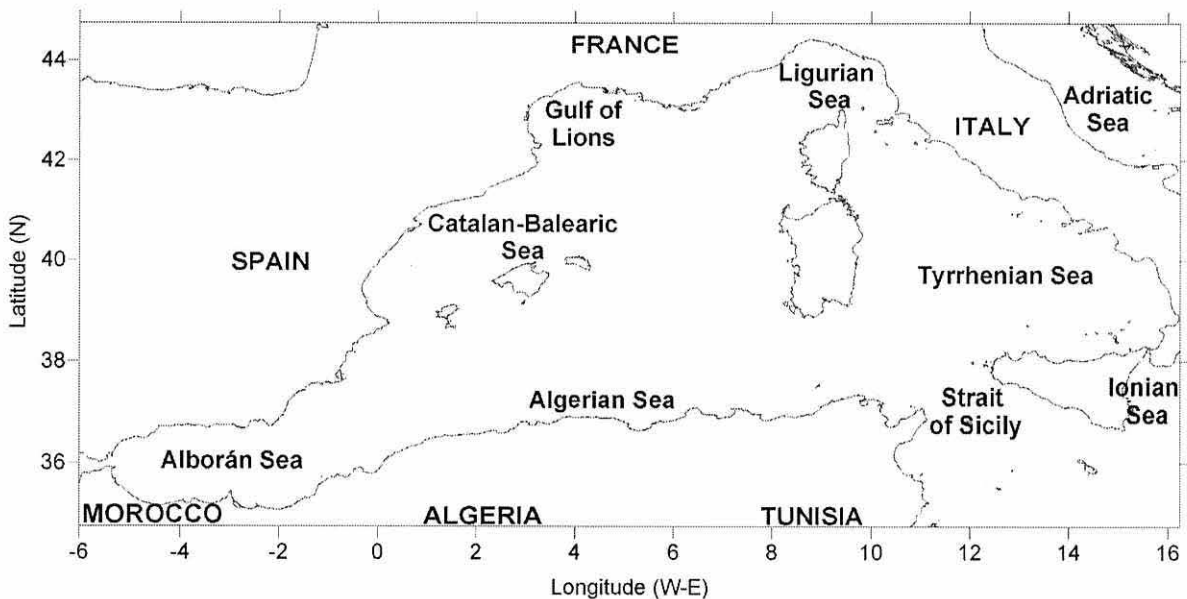 44
42
40
38
36
Latitude (N)
FRANCE
Ligurian
Sea
Gulf of
Lions
Adriatic
Sea
ITALY
Catalan-Balearic
Sea
SPAIN
Tyrrhenian Sea
Algerian Sea
Strait
of Sicily
Ionian
Sea
Alborán Sea
MOROCCO
ALGERIA
TUNISIA
-6 -4 -2 0 2 4 6 8 10 12 14 16
Longitude (W-E)